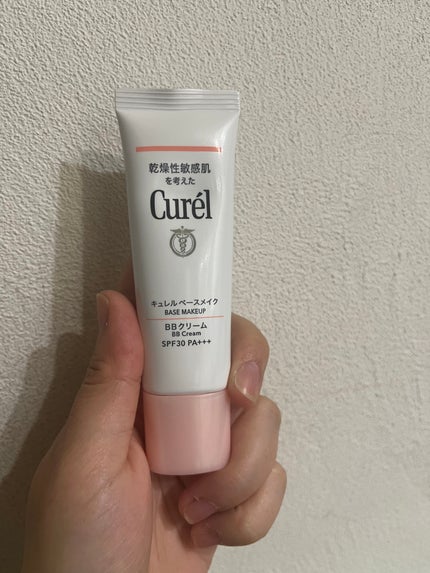 乾燥性敏感肌
を考えた
Curél
キュレル ベースメイク
BASE MAKEUP
BBクリーム
BB Cream
SPF30 PA+++